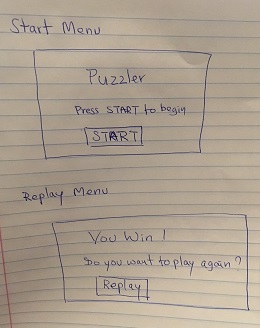 Start Menu
Puzzler
Press START to begin
START
Replay Menu
You Win!
Do you want to play again?
Replay